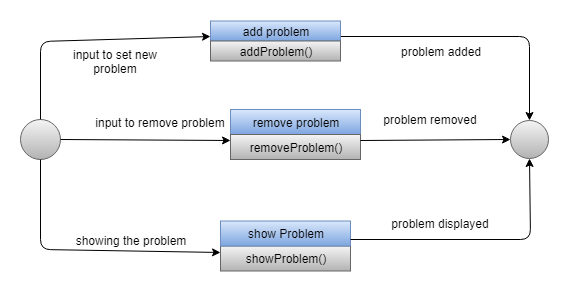 add problem
addProblem()
input to set new
problem
problem added
input to remove problem
remove problem
removeProblem()
problem removed
showing the problem
show Problem
showProblem()
problem displayed